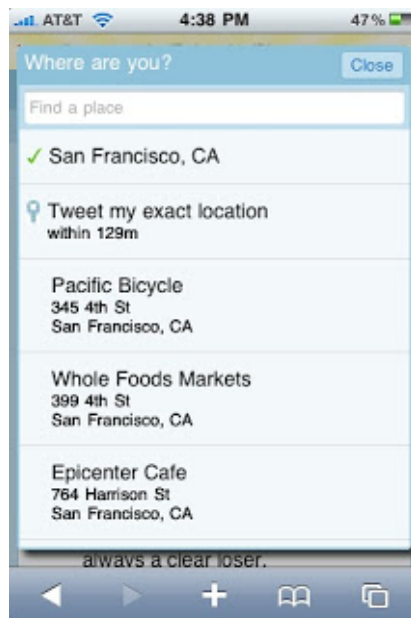 AT&T 4:38 PM 47%
Where are you? Close
Find a place
San Francisco, CA
Tweet my exact location
within 129m
Pacific Bicycle
345 4th St
San Francisco, CA
Whole Foods Markets
399 4th St
San Francisco, CA
Epicenter Cafe
764 Harrison St
San Francisco, CA
always a clear loser.